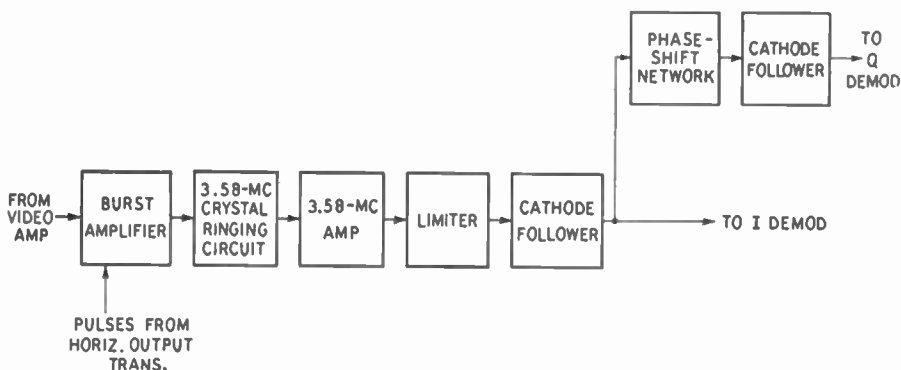 FROM
VIDEO
AMP
BURST
AMPLIFIER
PULSES FROM
HORIZ. OUTPUT
TRANS.
3.58-MC
CRYSTAL
RINGING
CIRCUIT
3.58-MC
AMP
LIMITER
CATHODE
FOLLOWER
TO I DEMOD
PHASE-
SHIFT
NETWORK
CATHODE
FOLLOWER
TO
Q
DEMOD